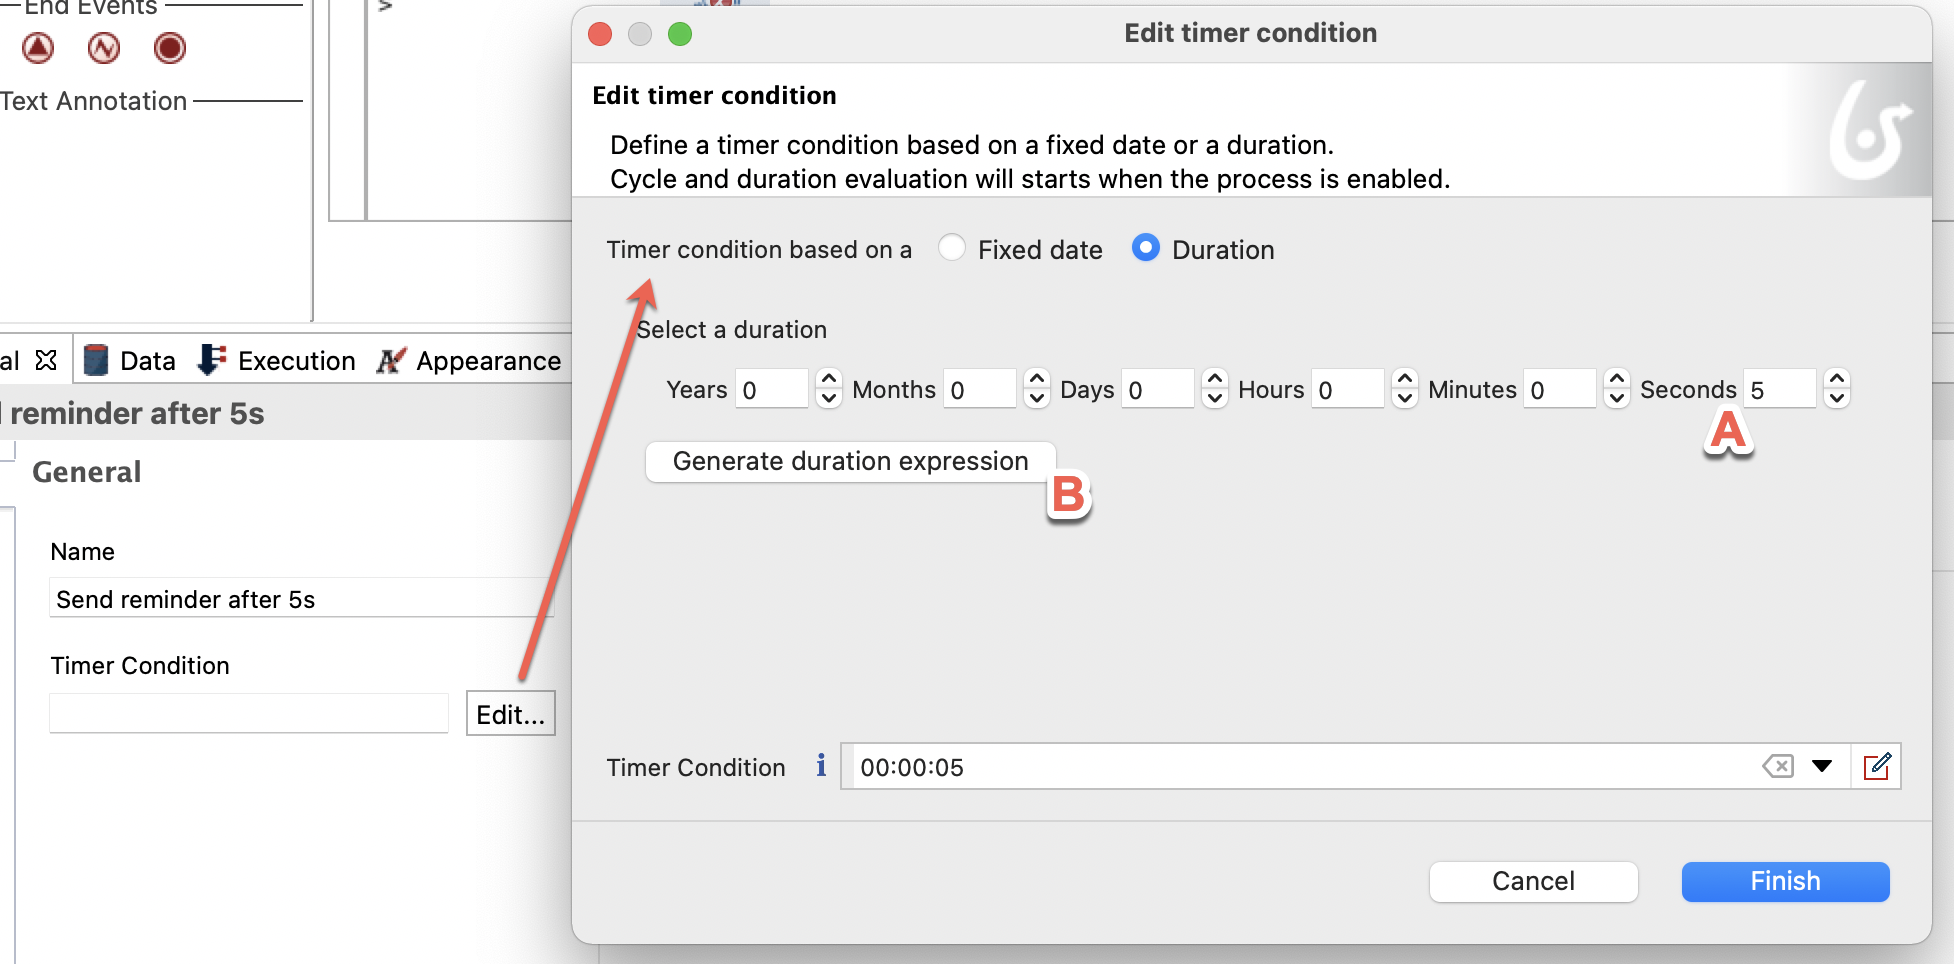 End Events
Text Annotation
>
al
Data
Execution
Appearance
reminder after 5s
General
Name
Send reminder after 5s
Timer Condition
Edit...
Edit timer condition
Edit timer condition
Define a timer condition based on a fixed date or a duration.
Cycle and duration evaluation will starts when the process is enabled.
Timer condition based on a Fixed date Duration
Select a duration
Years 0 Months 0 Days 0 Hours 0 Minutes 0 Seconds 5
A
Generate duration expression
B
Timer Condition i 00:00:05
Cancel Finish